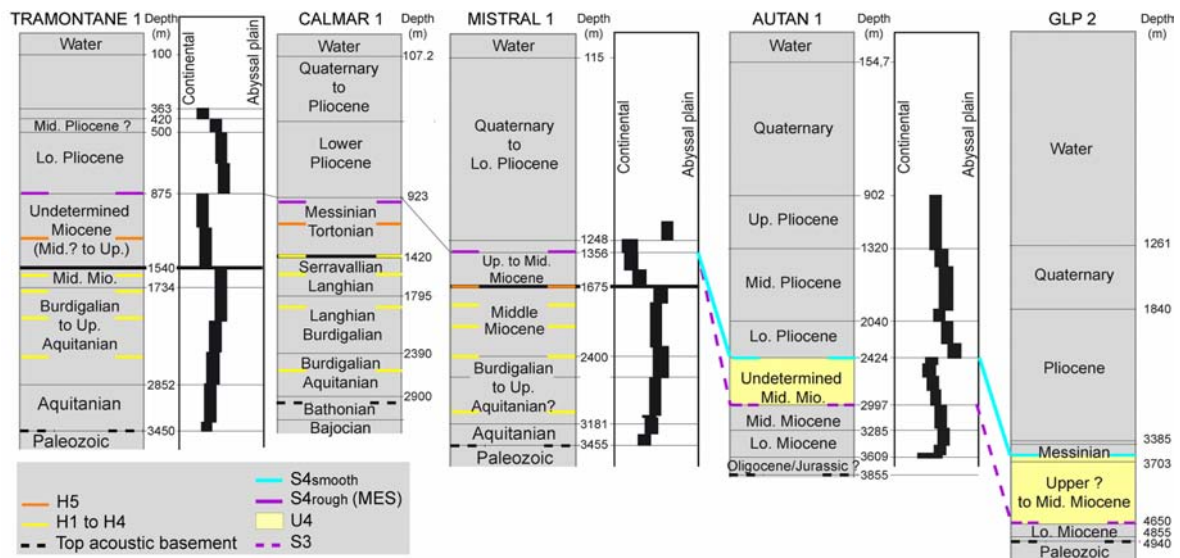 TRAMONTANE 1
Depth
(m)
Water
100
363
Mid. Pliocene ?
420
500
Lo. Pliocene
875
Undetermined
Miocene
(Mid.? to Up.)
1540
Mid. Mio.
1734
Burdigalian
to Up.
Aquitanian
2852
Aquitanian
3450
Paleozoic
Continental
Abyssal plain
CALMAR 1
Depth
(m)
Water
107.2
Quaternary
to
Pliocene
Lower
Pliocene
923
Messinian
Tortonian
1420
Serravallian
Langhian
1795
Langhian
Burdigalian
2390
Burdigalian
Aquitanian
2900
Bathonian
Bajocian
MISTRAL 1
Depth
(m)
Water
115
Quaternary
to
Lo. Pliocene
1248
1356
Up. to Mid.
Miocene
1675
Middle
Miocene
2400
Burdigalian
to Up.
Aquitanian?
3181
Aquitanian
3455
Paleozoic
Continental
Abyssal plain
AUTAN 1
Depth
(m)
Water
154,7
Quaternary
902
Up. Pliocene
1320
Mid. Pliocene
2040
Lo. Pliocene
2424
Undetermined
Mid. Mio.
2997
Mid. Miocene
3285
Lo. Miocene
3609
Oligocene/Jurassic ?
3855
Continental
Abyssal plain
GLP 2
Depth
(m)
Water
1261
Quaternary
1840
Pliocene
3385
Messinian
3703
Upper ?
to Mid. Miocene
4650
Lo. Miocene
4855
4940
Paleozoic
H5
H1 to H4
Top acoustic basement
S4smooth
S4rough (MES)
U4
S3